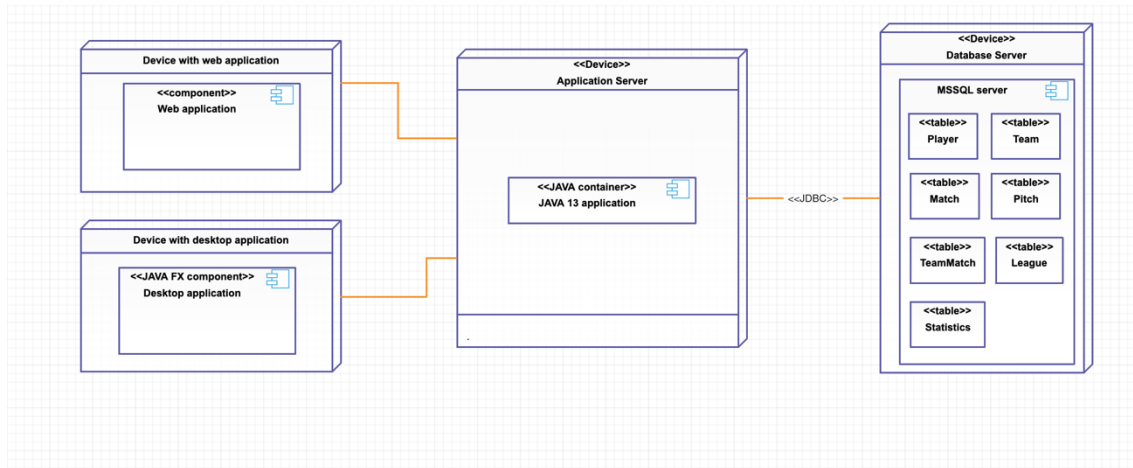 Device with web application
<<component>>
Web application
Device with desktop application
<<JAVA FX component>>
Desktop application
<<Device>>
Application Server
<<JAVA container>>
JAVA 13 application
.
<<JDBC>>
<<Device>>
Database Server
MSSQL server
<<table>>
Player
<<table>>
Team
<<table>>
Match
<<table>>
Pitch
<<table>>
TeamMatch
<<table>>
League
<<table>>
Statistics